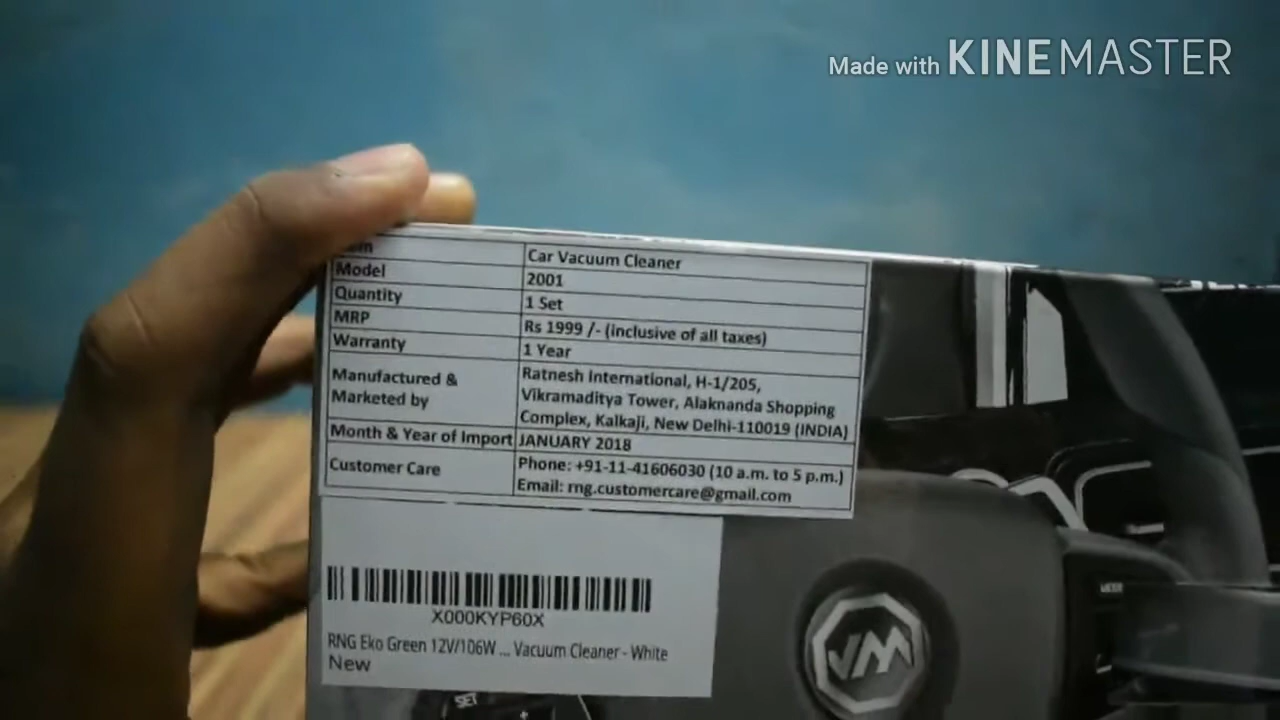 Made with KINEMASTER
Car Vacuum Cleaner
Model 2001
Quantity 1 Set
MRP Rs 1999 /- (inclusive of all taxes)
Warranty 1 Year
Manufactured & Marketed by
Ratnesh International, H-1/205,
Vikramaditya Tower, Alaknanda Shopping
Complex, Kalkaji, New Delhi-110019 (INDIA)
Month & Year of Import JANUARY 2018
Customer Care
Phone: +91-11-41606030 (10 a.m. to 5 p.m.)
Email: rng.customercare@gmail.com
X000KYP60X
RNG Eko Green 12V/106W ... Vacuum Cleaner - White
New
SET